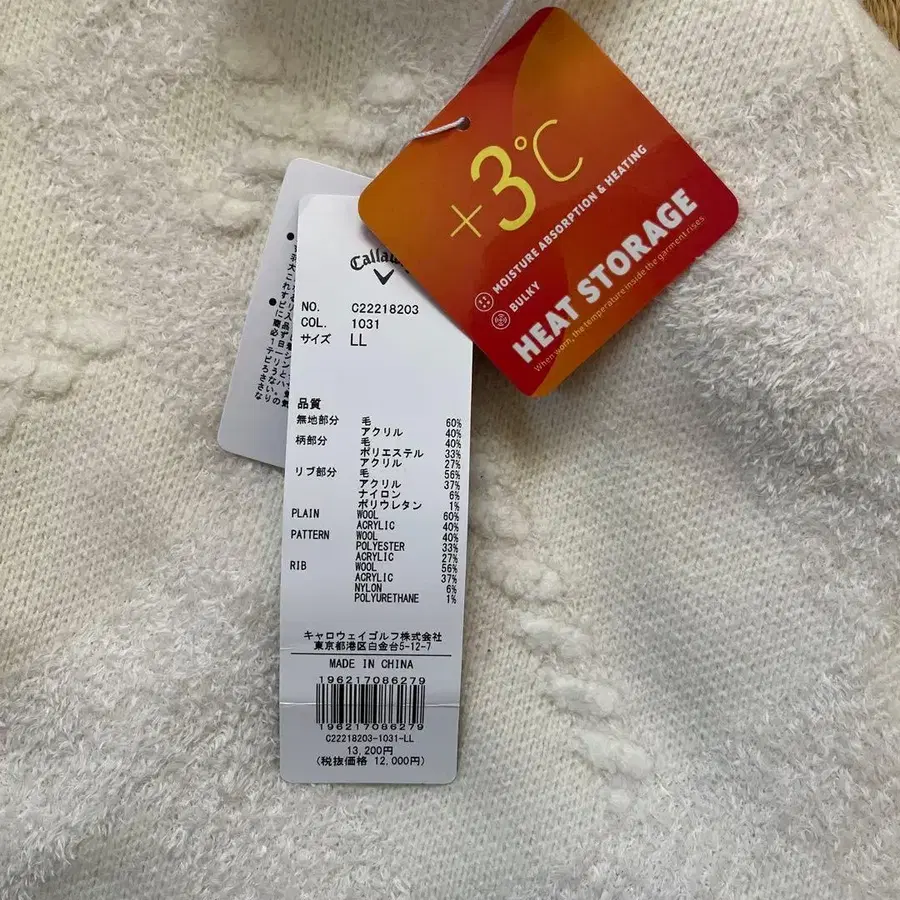 +3℃
MOISTURE ABSORPTION & HEATING
BULKY
HEAT STORAGE
When worn, the temperature inside the garment rises.
Callaway
NO. C22218203
COL. 1031
サイズ LL
品質
無地部分 毛 60%
アクリル 40%
柄部分 毛 40%
ポリエステル 33%
アクリル 27%
リブ部分 毛 56%
アクリル 37%
ナイロン 6%
ポリウレタン 1%
PLAIN WOOL 60%
ACRYLIC 40%
PATTERN WOOL 40%
POLYESTER 33%
ACRYLIC 27%
RIB WOOL 56%
ACRYLIC 37%
NYLON 6%
POLYURETHANE 1%
キャロウェイゴルフ株式会社
東京都港区白金台5-12-7
MADE IN CHINA
196217086279
196217086279
C22218203-1031-LL
13,200円
(税抜価格 12,000円)